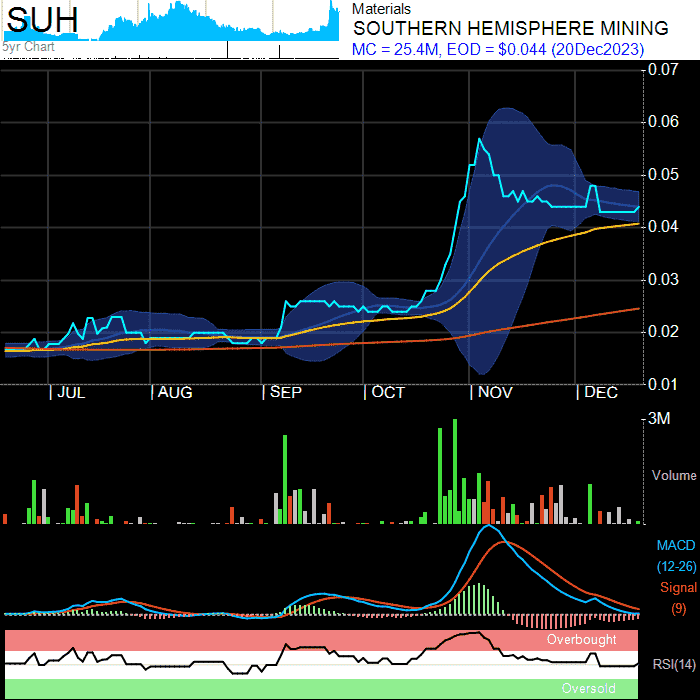 SUH
5yr Chart
Materials
SOUTHERN HEMISPHERE MINING
MC = 25.4M, EOD = $0.044 (20Dec2023)
0.07
0.06
0.05
0.04
0.03
0.02
0.01
| JUL | AUG | SEP | OCT | NOV | DEC
3M
Volume
MACD
(12-26)
Signal
(9)
Overbought
RSI(14)
Oversold